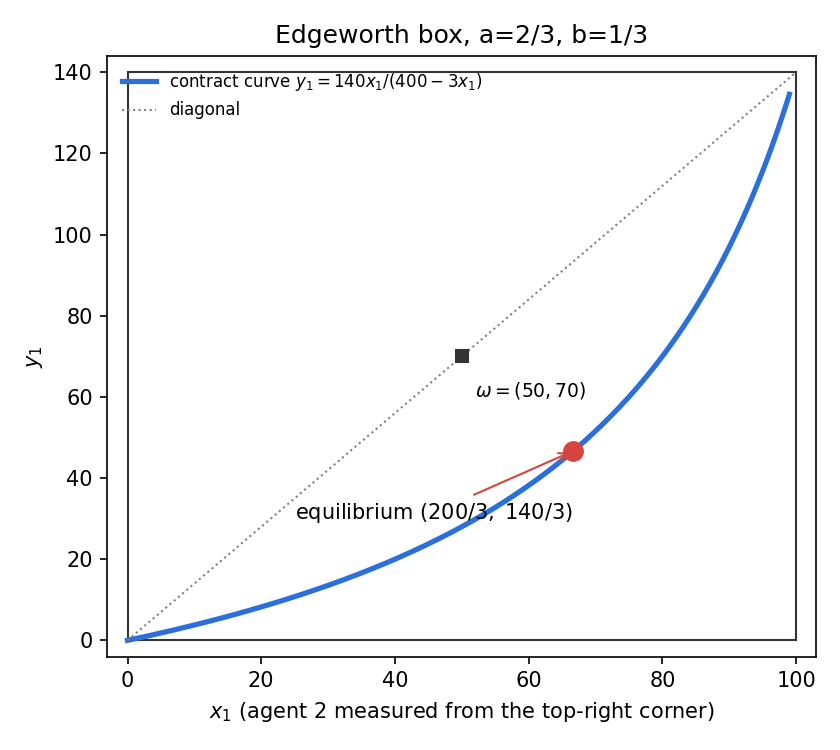 Edgeworth box, a=2/3, b=1/3
contract curve y₁ = 140x₁/(400 − 3x₁)
diagonal
140
120
100
80
60
40
20
0
y₁
ω = (50, 70)
equilibrium (200/3, 140/3)
0 20 40 60 80 100
x₁ (agent 2 measured from the top-right corner)